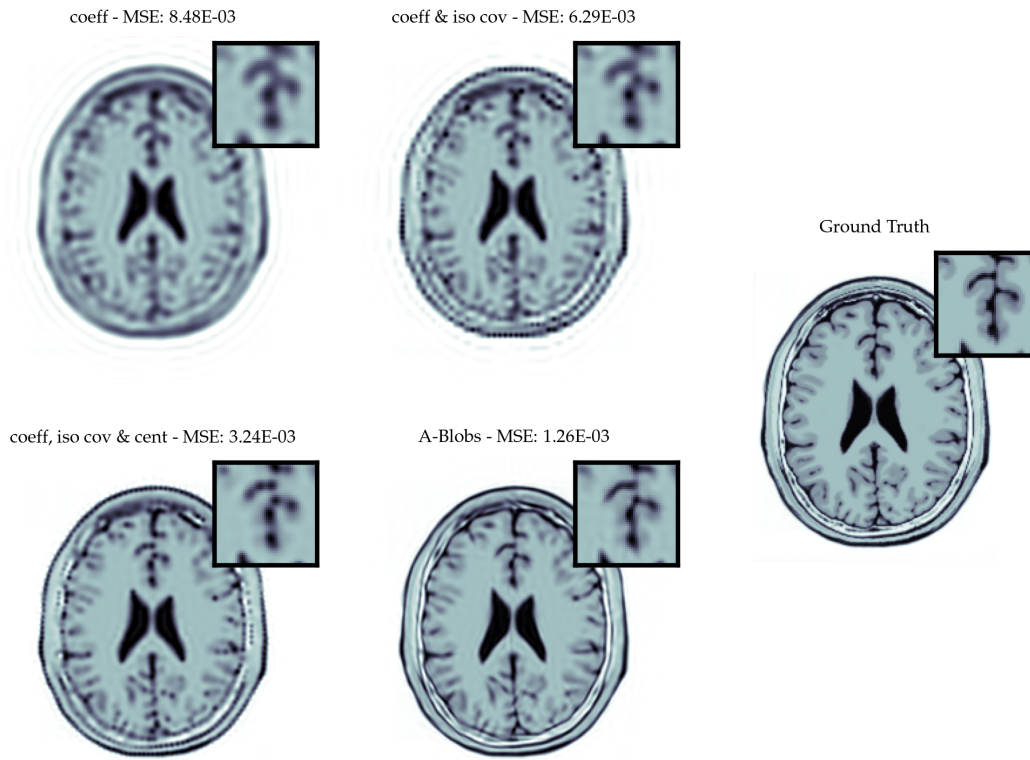 coeff - MSE: 8.48E-03
coeff & iso cov - MSE: 6.29E-03
Ground Truth
coeff, iso cov & cent - MSE: 3.24E-03
A-Blobs - MSE: 1.26E-03